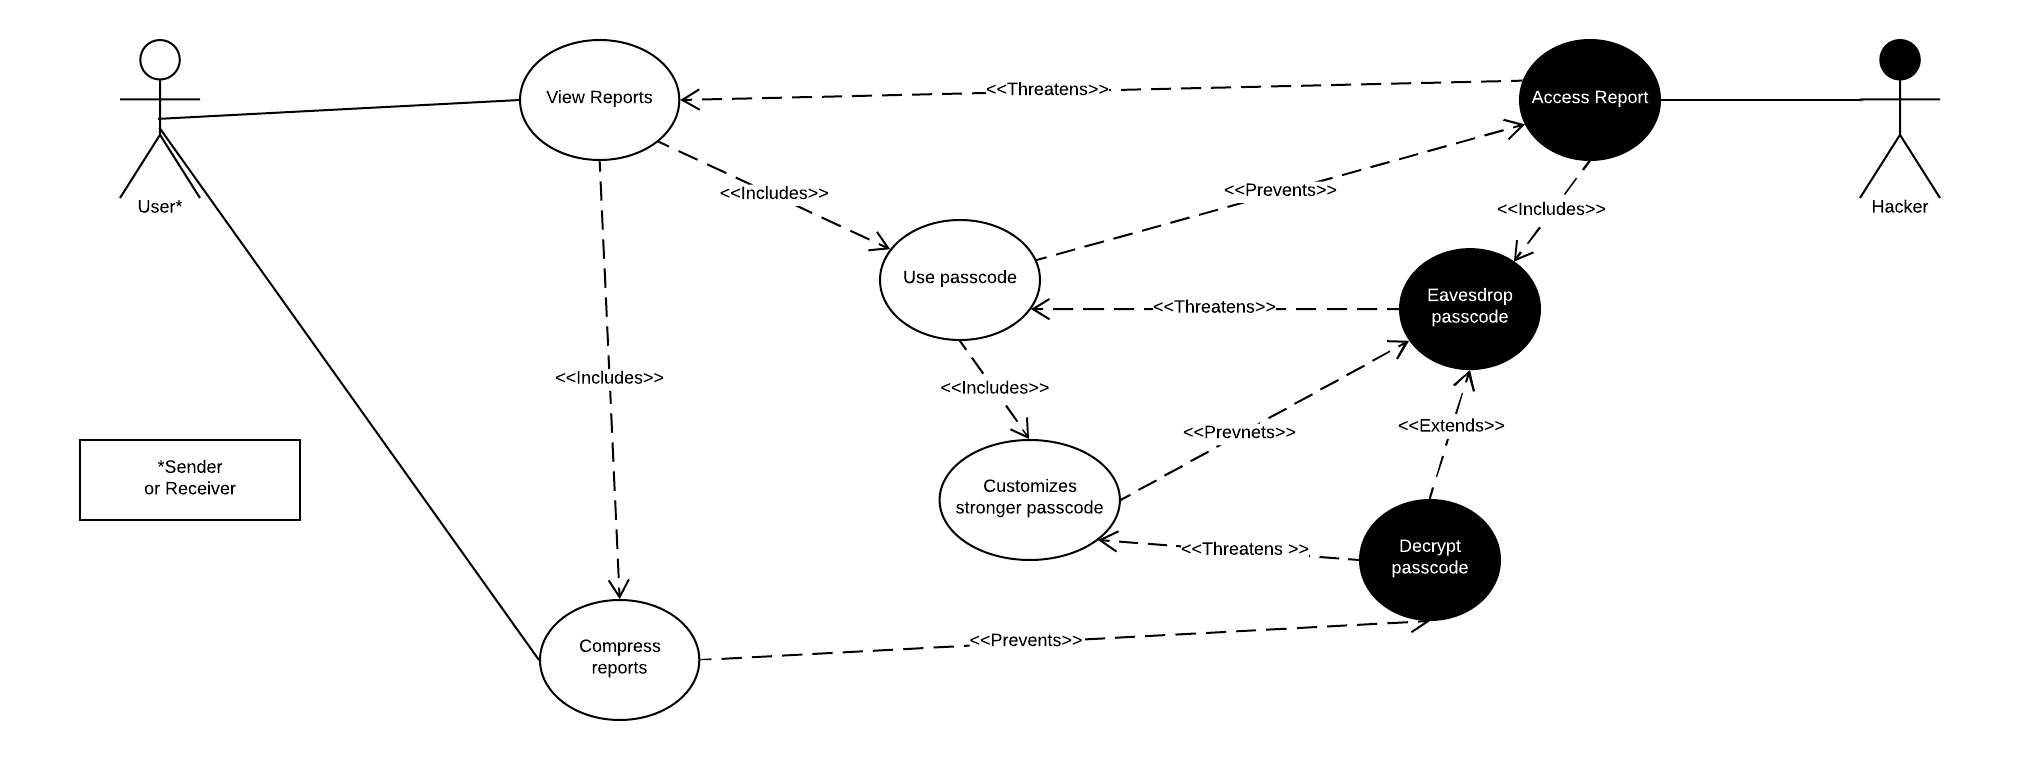 View Reports
<<Threatens>>
Access Report
<<Includes>>
<<Prevents>>
<<Includes>>
User*
Hacker
Use passcode
Eavesdrop
passcode
<<Threatens>>
<<Includes>>
<<Includes>>
<<Prevnets>>
<<Extends>>
*Sender
or Receiver
Customizes
stronger passcode
<<Threatens >>
Decrypt
passcode
Compress
reports
<<Prevents>>